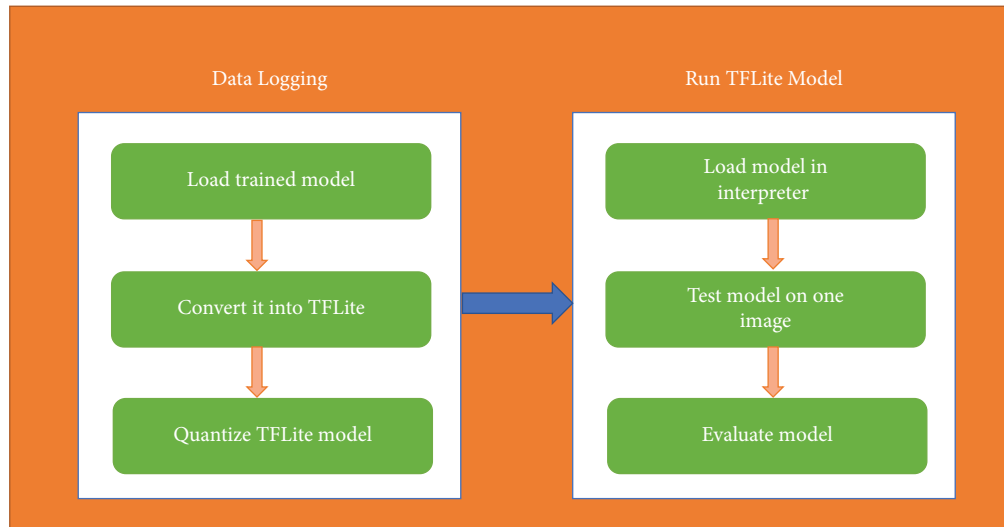 Data Logging
Load trained model
Convert it into TFLite
Quantize TFLite model
Run TFLite Model
Load model in
interpreter
Test model on one
image
Evaluate model